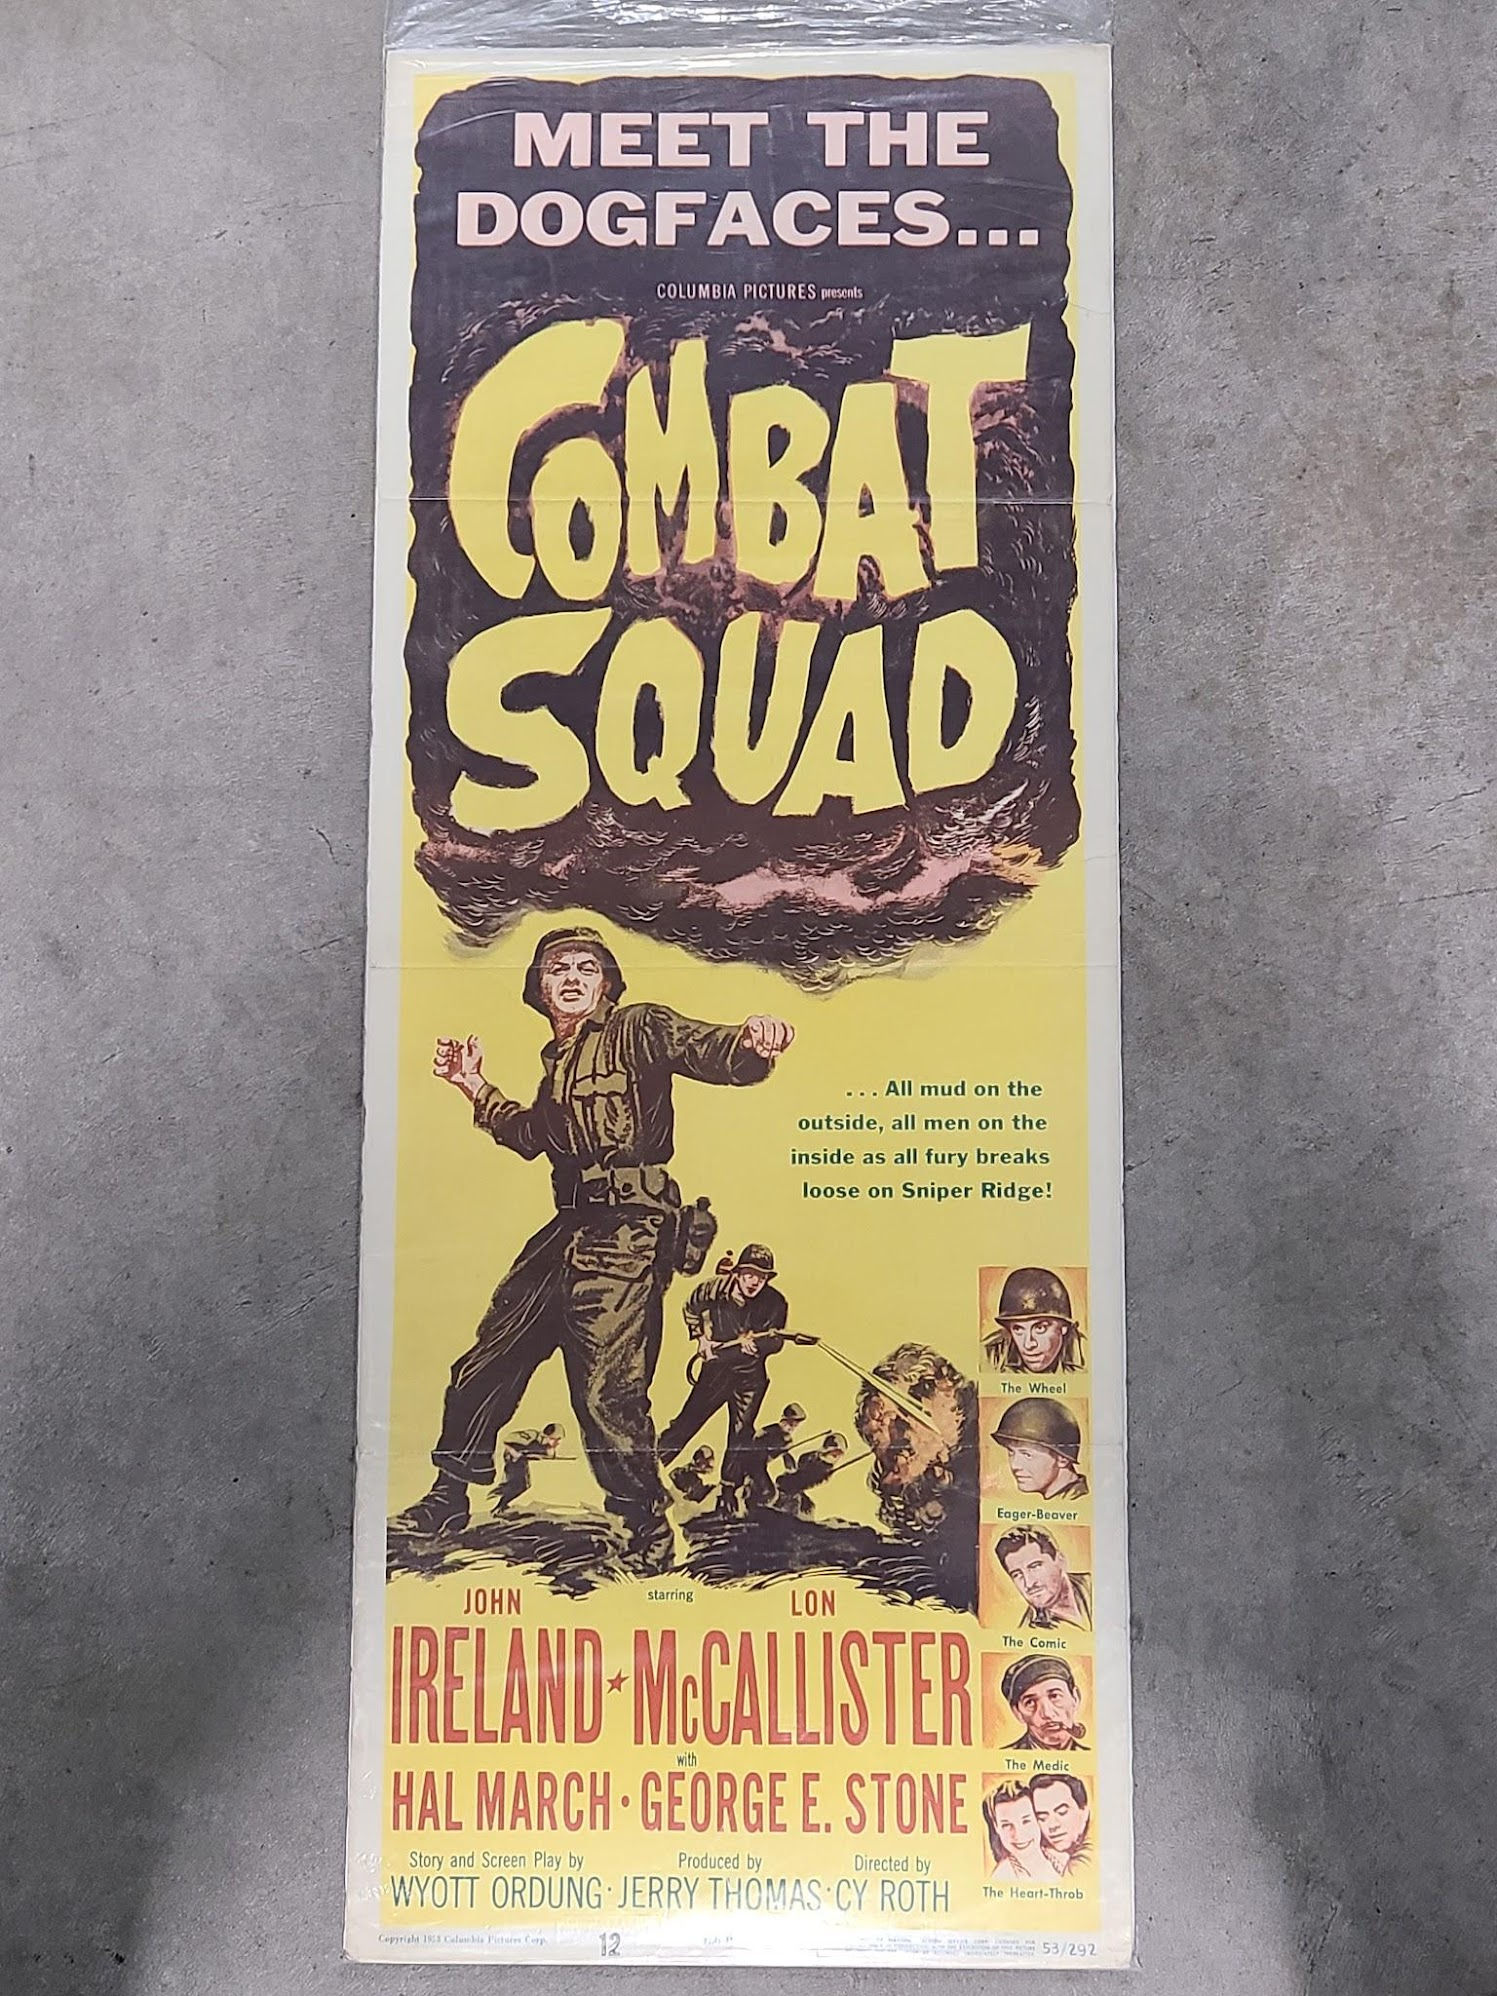 MEET THE
DOGFACES...
COLUMBIA PICTURES presents
COMBAT
SQUAD
...All mud on the
outside, all men on the
inside as all fury breaks
loose on Sniper Ridge!
The Wheel
Eager-Beaver
The Comic
The Medic
The Heart-Throb
JOHN starring LON
IRELAND ★ McCALLISTER
with
HAL MARCH • GEORGE E. STONE
Story and Screen Play by Produced by Directed by
WYOTT ORDUNG • JERRY THOMAS • CY ROTH
Copyright 1953 Columbia Pictures Corp.
12
53/292